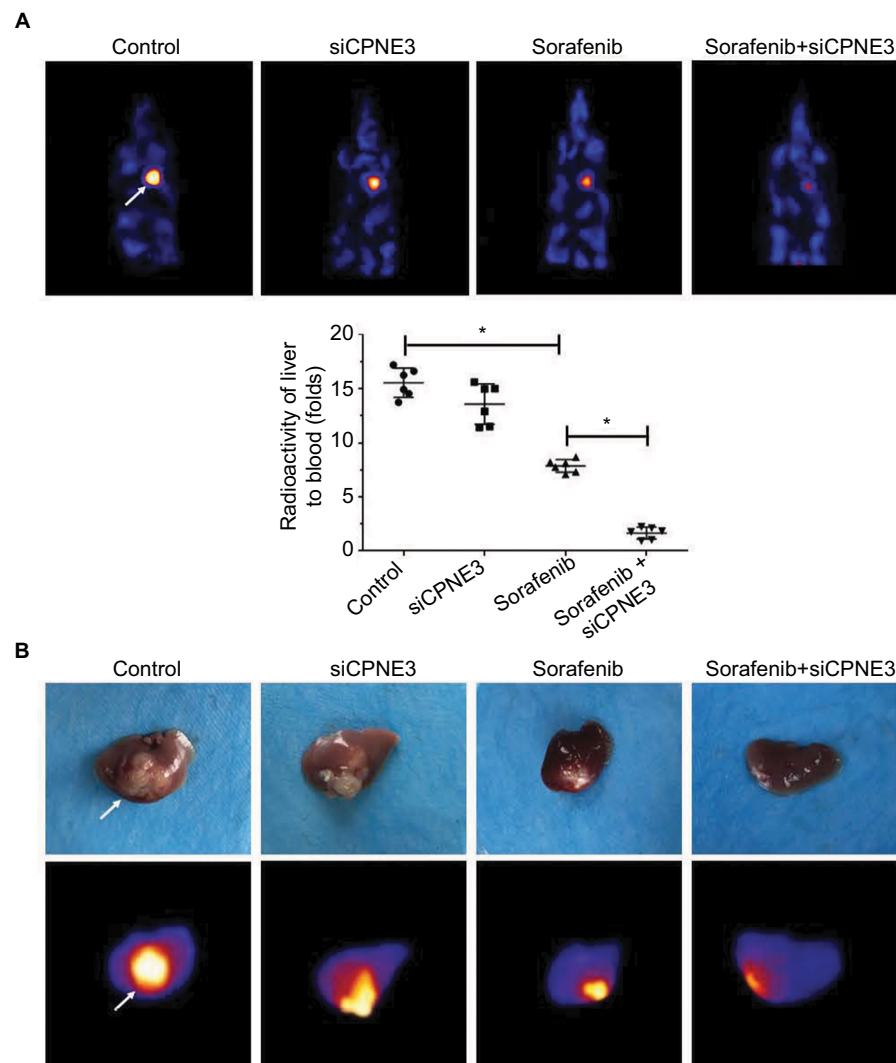 A
Control siCPNE3 Sorafenib Sorafenib+siCPNE3
Radioactivity of liver
to blood (folds)
20
15
10
5
0
*
*
Control
siCPNE3
Sorafenib
Sorafenib +
siCPNE3
B
Control siCPNE3 Sorafenib Sorafenib+siCPNE3